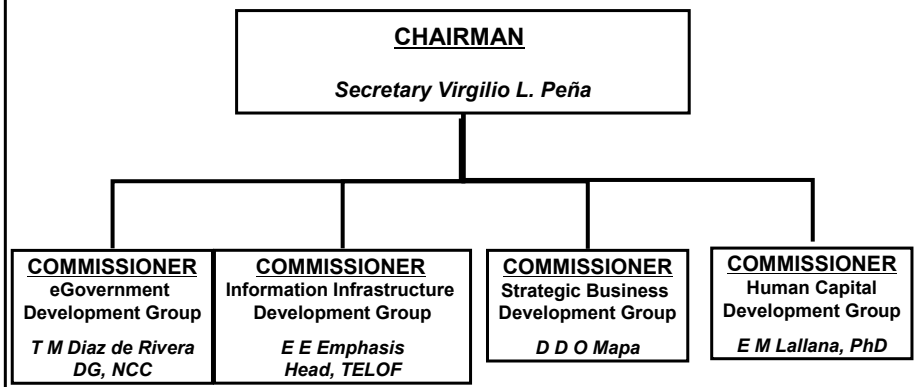 CHAIRMAN
Secretary Virgilio L. Peña
COMMISSIONER
eGovernment
Development Group
T M Diaz de Rivera
DG, NCC
COMMISSIONER
Information Infrastructure
Development Group
E E Emphasis
Head, TELOF
COMMISSIONER
Strategic Business
Development Group
D D O Mapa
COMMISSIONER
Human Capital
Development Group
E M Lallana, PhD